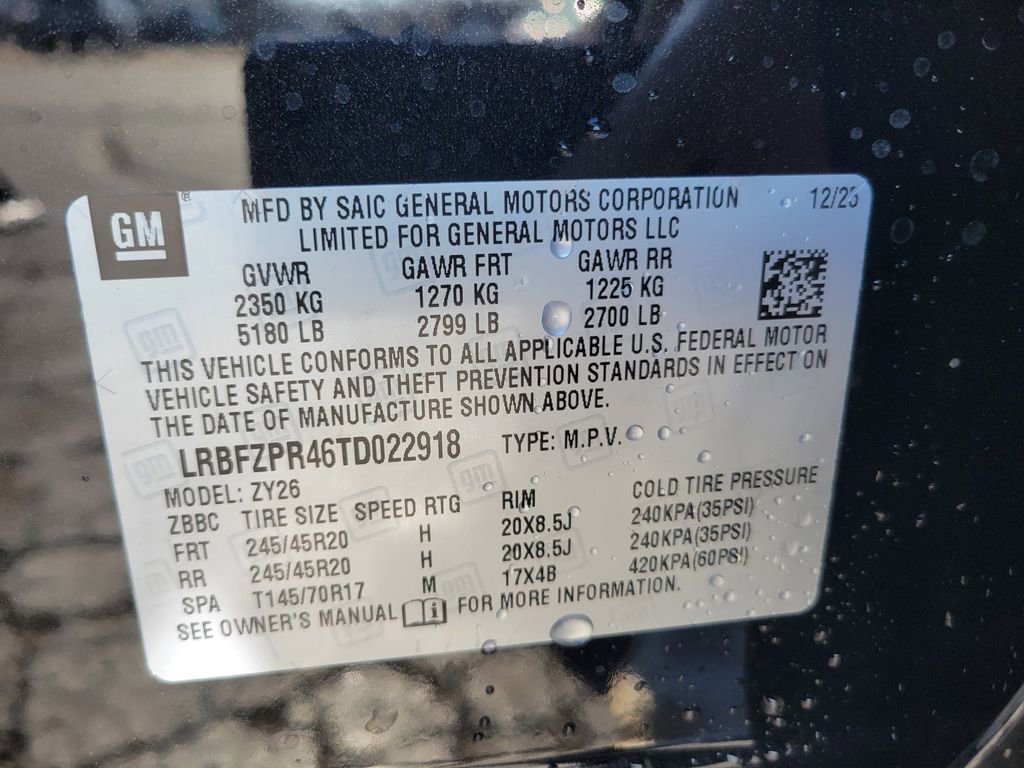 GM ®
MFD BY SAIC GENERAL MOTORS CORPORATION 12/25
LIMITED FOR GENERAL MOTORS LLC
GVWR GAWR FRT GAWR RR
2350 KG 1270 KG 1225 KG
5180 LB 2799 LB 2700 LB
THIS VEHICLE CONFORMS TO ALL APPLICABLE U.S. FEDERAL MOTOR
VEHICLE SAFETY AND THEFT PREVENTION STANDARDS IN EFFECT ON
THE DATE OF MANUFACTURE SHOWN ABOVE.
LRBFZPR46TD022918 TYPE: M.P.V.
MODEL: ZY26
ZBBC TIRE SIZE SPEED RTG RIM COLD TIRE PRESSURE
FRT 245/45R20 H 20X8.5J 240KPA(35PSI)
RR 245/45R20 H 20X8.5J 240KPA(35PSI)
SPA T145/70R17 M 17X4B 420KPA(60PSI)
SEE OWNER'S MANUAL FOR MORE INFORMATION.